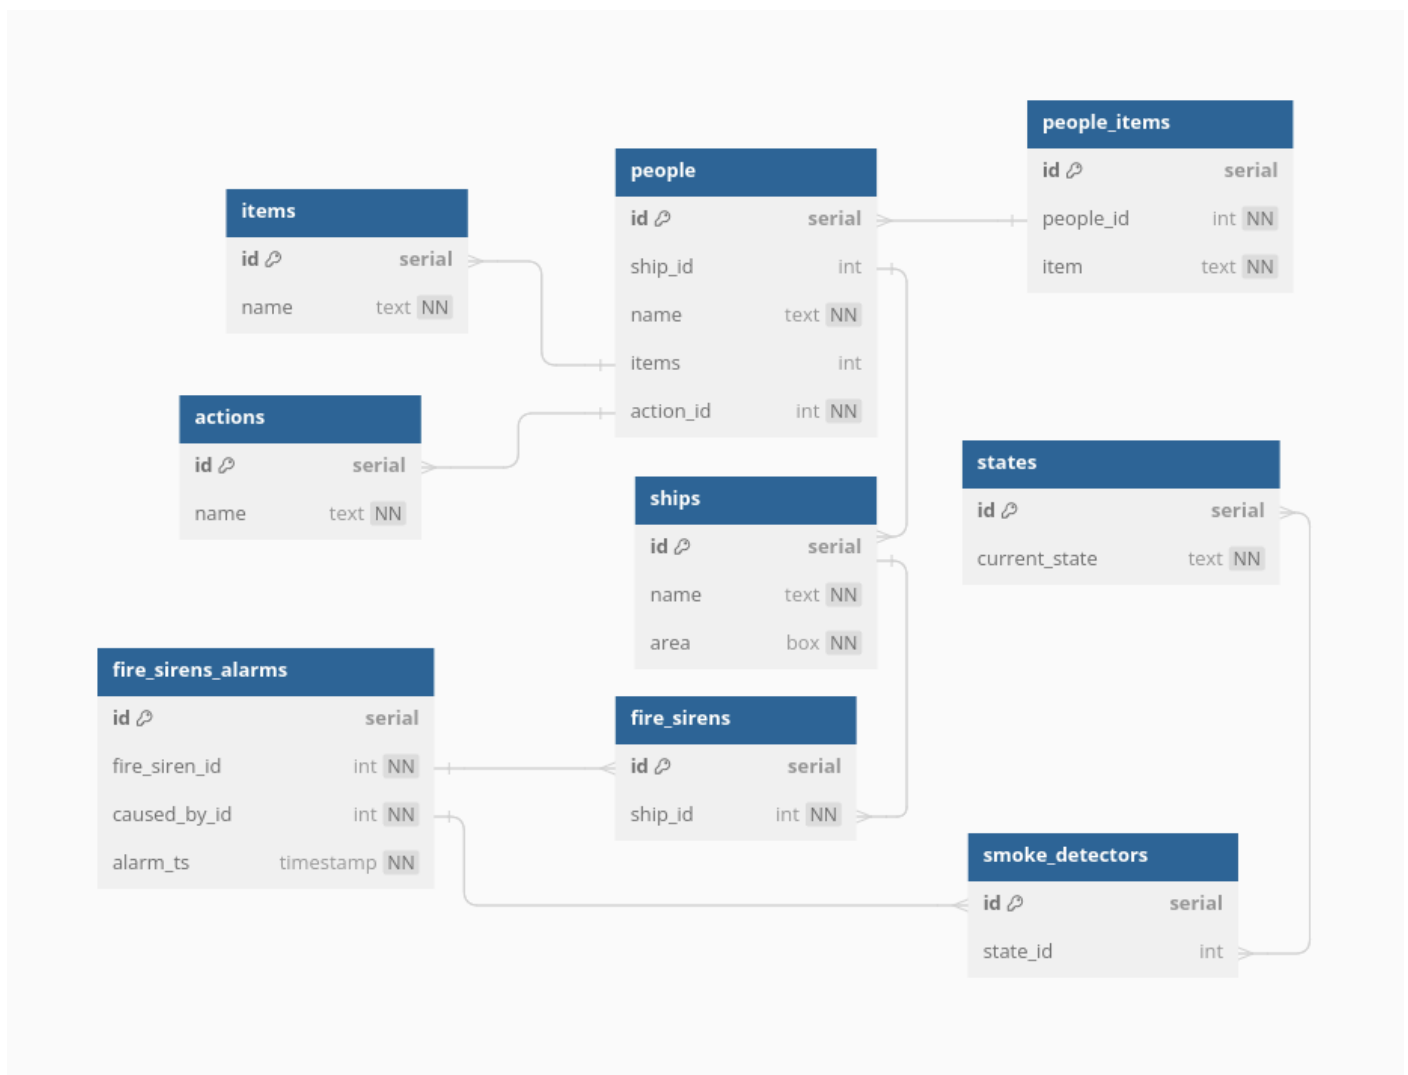 people_items
id serial
people_id int NN
item text NN
people
id serial
ship_id int
name text NN
items int
action_id int NN
items
id serial
name text NN
actions
id serial
name text NN
states
id serial
current_state text NN
ships
id serial
name text NN
area box NN
fire_sirens_alarms
id serial
fire_siren_id int NN
caused_by_id int NN
alarm_ts timestamp NN
fire_sirens
id serial
ship_id int NN
smoke_detectors
id serial
state_id int